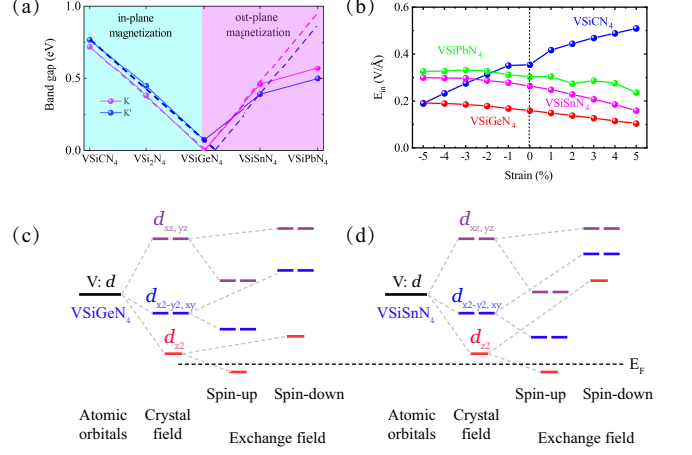 (a)
1.0
0.5
0.0
Band gap (eV)
in-plane
magnetization
out-plane
magnetization
K
K'
VSiCN4
VSi2N4
VSiGeN4
VSiSnN4
VSiPbN4
(b)
0.6
0.4
0.2
0.0
Ein (V/Å)
VSiCN4
VSiPbN4
VSiSnN4
VSiGeN4
-5 -4 -3 -2 -1 0 1 2 3 4 5
Strain (%)
(c)
dxz, yz
V: d
VSiGeN4
dx2-y2, xy
dz2
Spin-up
Spin-down
Atomic
orbitals
Crystal
field
Exchange field
(d)
dxz, yz
V: d
VSiSnN4
dx2-y2, xy
dz2
EF
Spin-up
Spin-down
Atomic
orbitals
Crystal
field
Exchange field